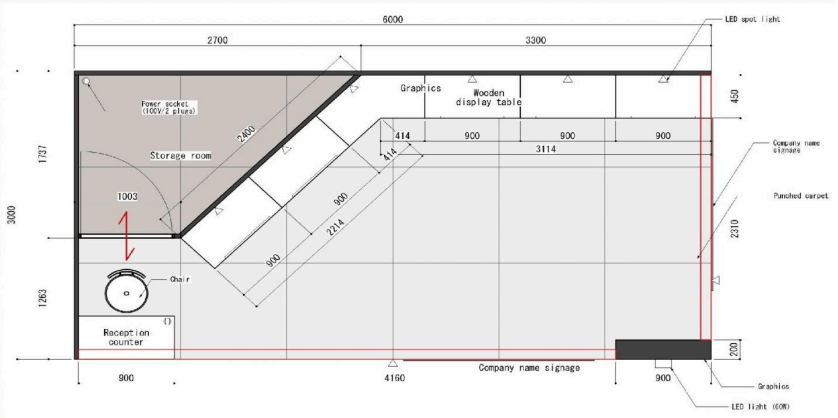 6000
LED spot light
2700
3300
Graphics
Wooden
display table
450
Power socket
(100V/2 plugs)
2400
414
900
900
900
3114
Company name
signage
1737
Storage room
414
1003
900
2214
Punched carpet
3000
2310
900
Chair
1263
Reception
counter
200
Company name signage
900
4160
900
Graphics
LED light (60W)